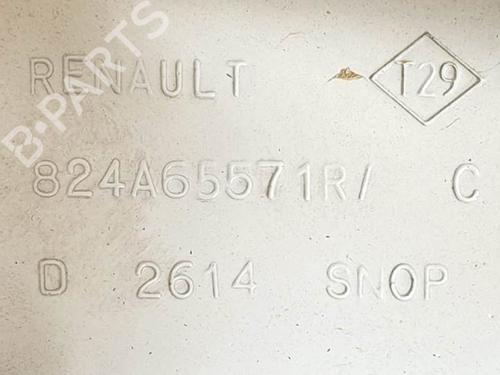 B-PARTS
RENAULT T29
824A65571R/ C
D 2614 SNOP